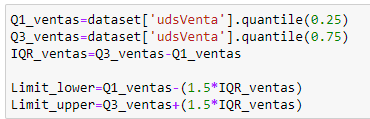 Q1_ventas=dataset['udsVenta'].quantile(0.25)
Q3_ventas=dataset['udsVenta'].quantile(0.75)
IQR_ventas=Q3_ventas-Q1_ventas
Limit_lower=Q1_ventas-(1.5*IQR_ventas)
Limit_upper=Q3_ventas+(1.5*IQR_ventas)